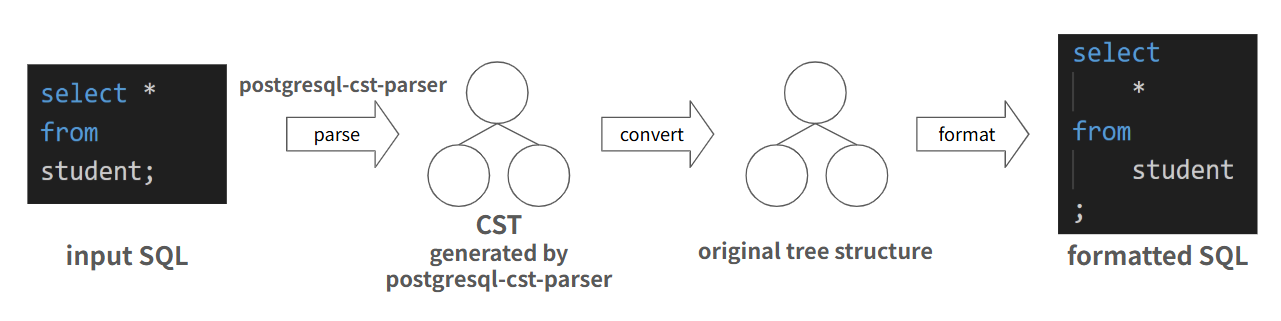 select *
from
student;
input SQL
postgresql-cst-parser
parse
CST
generated by
postgresql-cst-parser
convert
original tree structure
format
select
*
from
student
;
formatted SQL